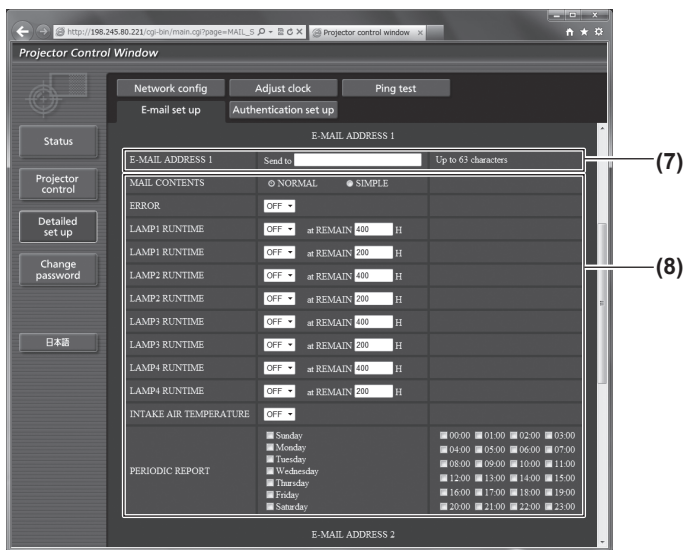 http://198.245.80.221/cgi-bin/main.cgi?page=MAIL_S
Projector control window
Projector Control Window
Network config Adjust clock Ping test
E-mail set up Authentication set up
Status
Projector control
Detailed set up
Change password
日本語
E-MAIL ADDRESS 1
E-MAIL ADDRESS 1 Send to Up to 63 characters
(7)
MAIL CONTENTS NORMAL SIMPLE
ERROR OFF
LAMP1 RUNTIME OFF at REMAIN 400 H
LAMP1 RUNTIME OFF at REMAIN 200 H
LAMP2 RUNTIME OFF at REMAIN 400 H
(8)
LAMP2 RUNTIME OFF at REMAIN 200 H
LAMP3 RUNTIME OFF at REMAIN 400 H
LAMP3 RUNTIME OFF at REMAIN 200 H
LAMP4 RUNTIME OFF at REMAIN 400 H
LAMP4 RUNTIME OFF at REMAIN 200 H
INTAKE AIR TEMPERATURE OFF
PERIODIC REPORT
Sunday
Monday
Tuesday
Wednesday
Thursday
Friday
Saturday
00:00 01:00 02:00 03:00
04:00 05:00 06:00 07:00
08:00 09:00 10:00 11:00
12:00 13:00 14:00 15:00
16:00 17:00 18:00 19:00
20:00 21:00 22:00 23:00
E-MAIL ADDRESS 2